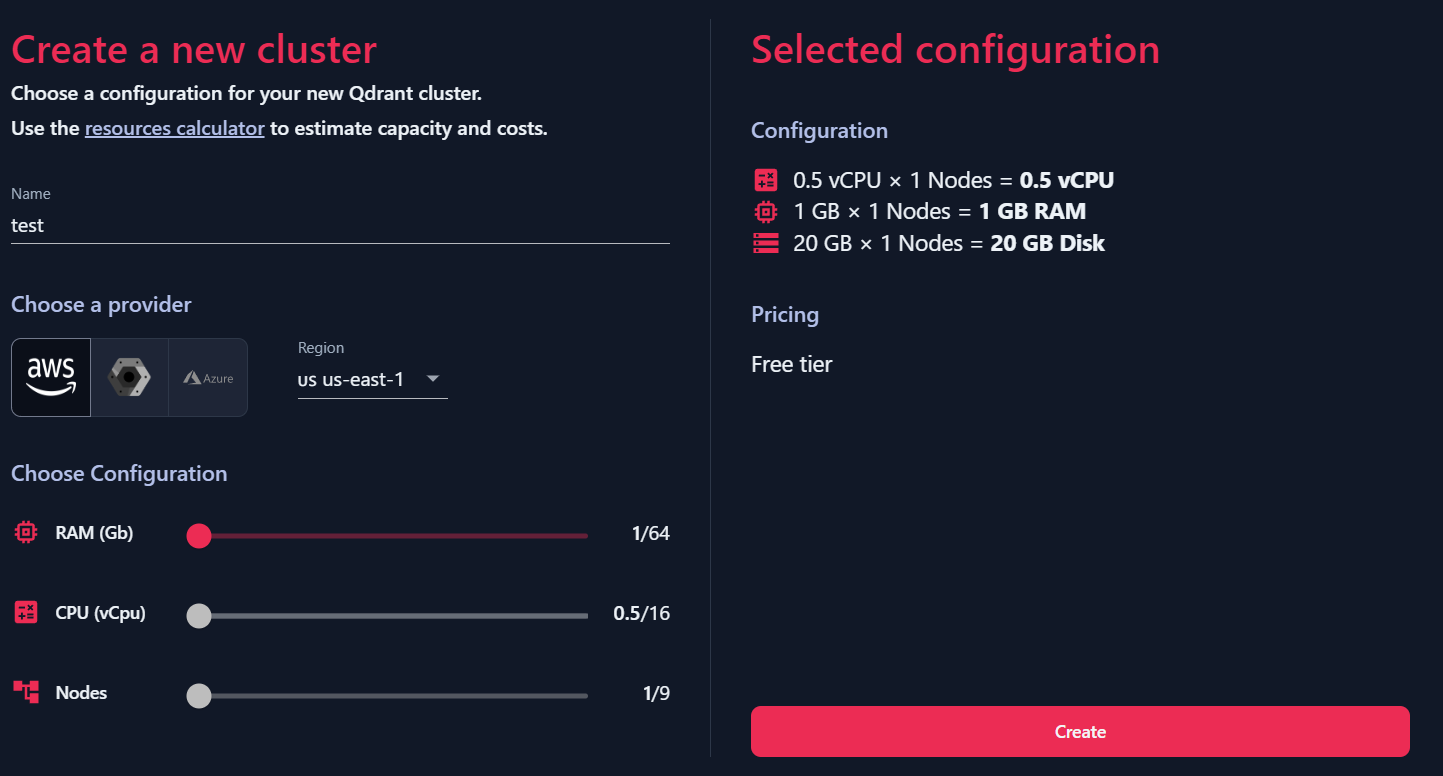 Create a new cluster
Choose a configuration for your new Qdrant cluster.
Use the resources calculator to estimate capacity and costs.
Name
test
Choose a provider
aws
Azure
Region
us us-east-1
Choose Configuration
RAM (Gb)
1/64
CPU (vCpu)
0.5/16
Nodes
1/9
Selected configuration
Configuration
0.5 vCPU × 1 Nodes = 0.5 vCPU
1 GB × 1 Nodes = 1 GB RAM
20 GB × 1 Nodes = 20 GB Disk
Pricing
Free tier
Create